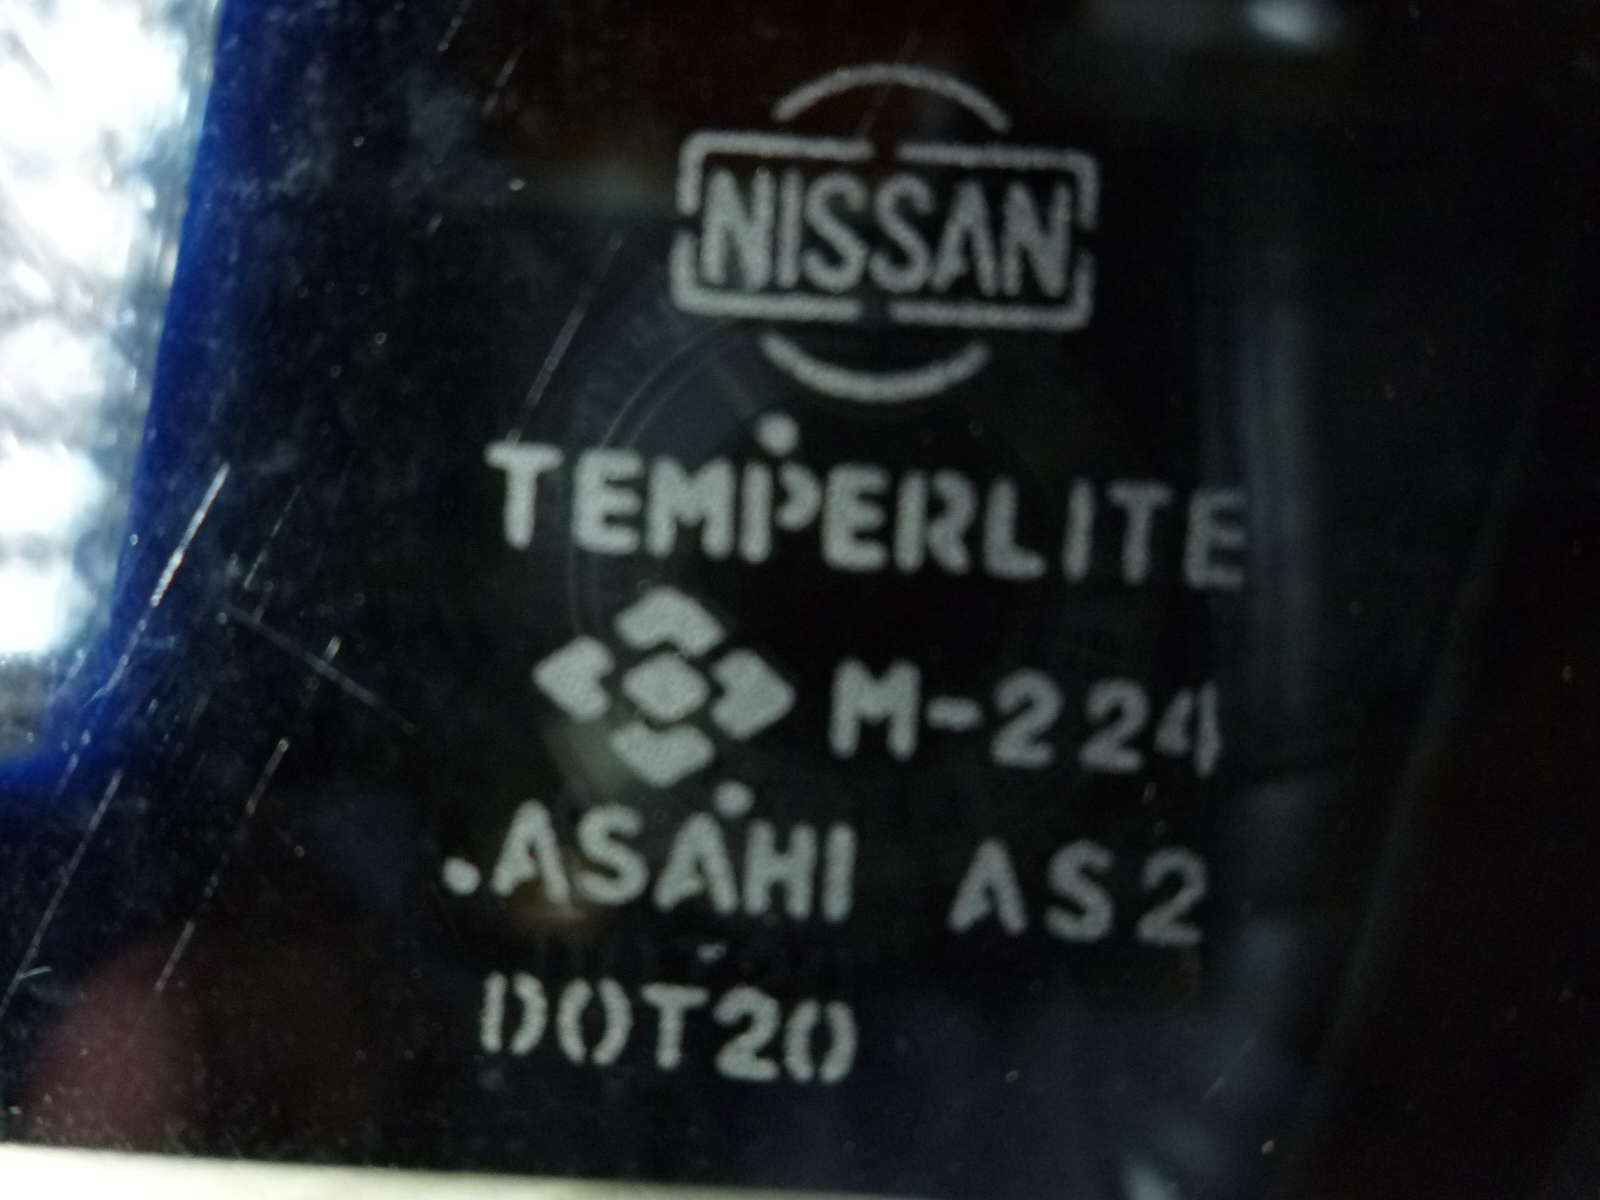 NISSAN
TEMPERLITE
M-224
ASAHI AS2
DOT20